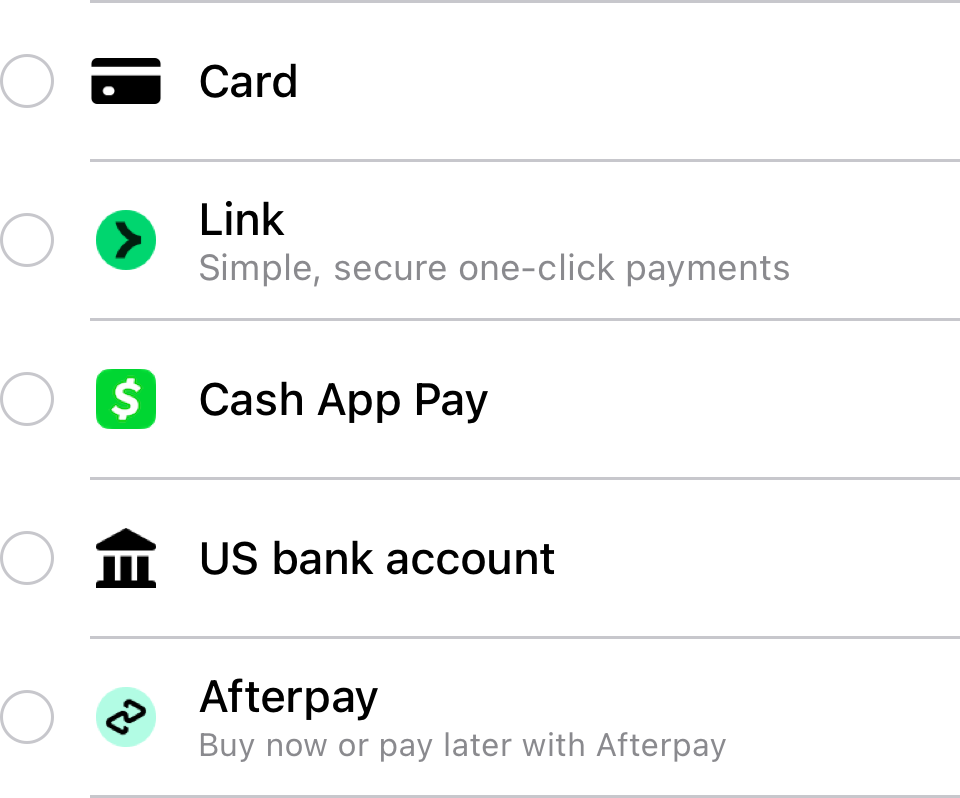 Card
Link
Simple, secure one-click payments
$
Cash App Pay
US bank account
Afterpay
Buy now or pay later with Afterpay